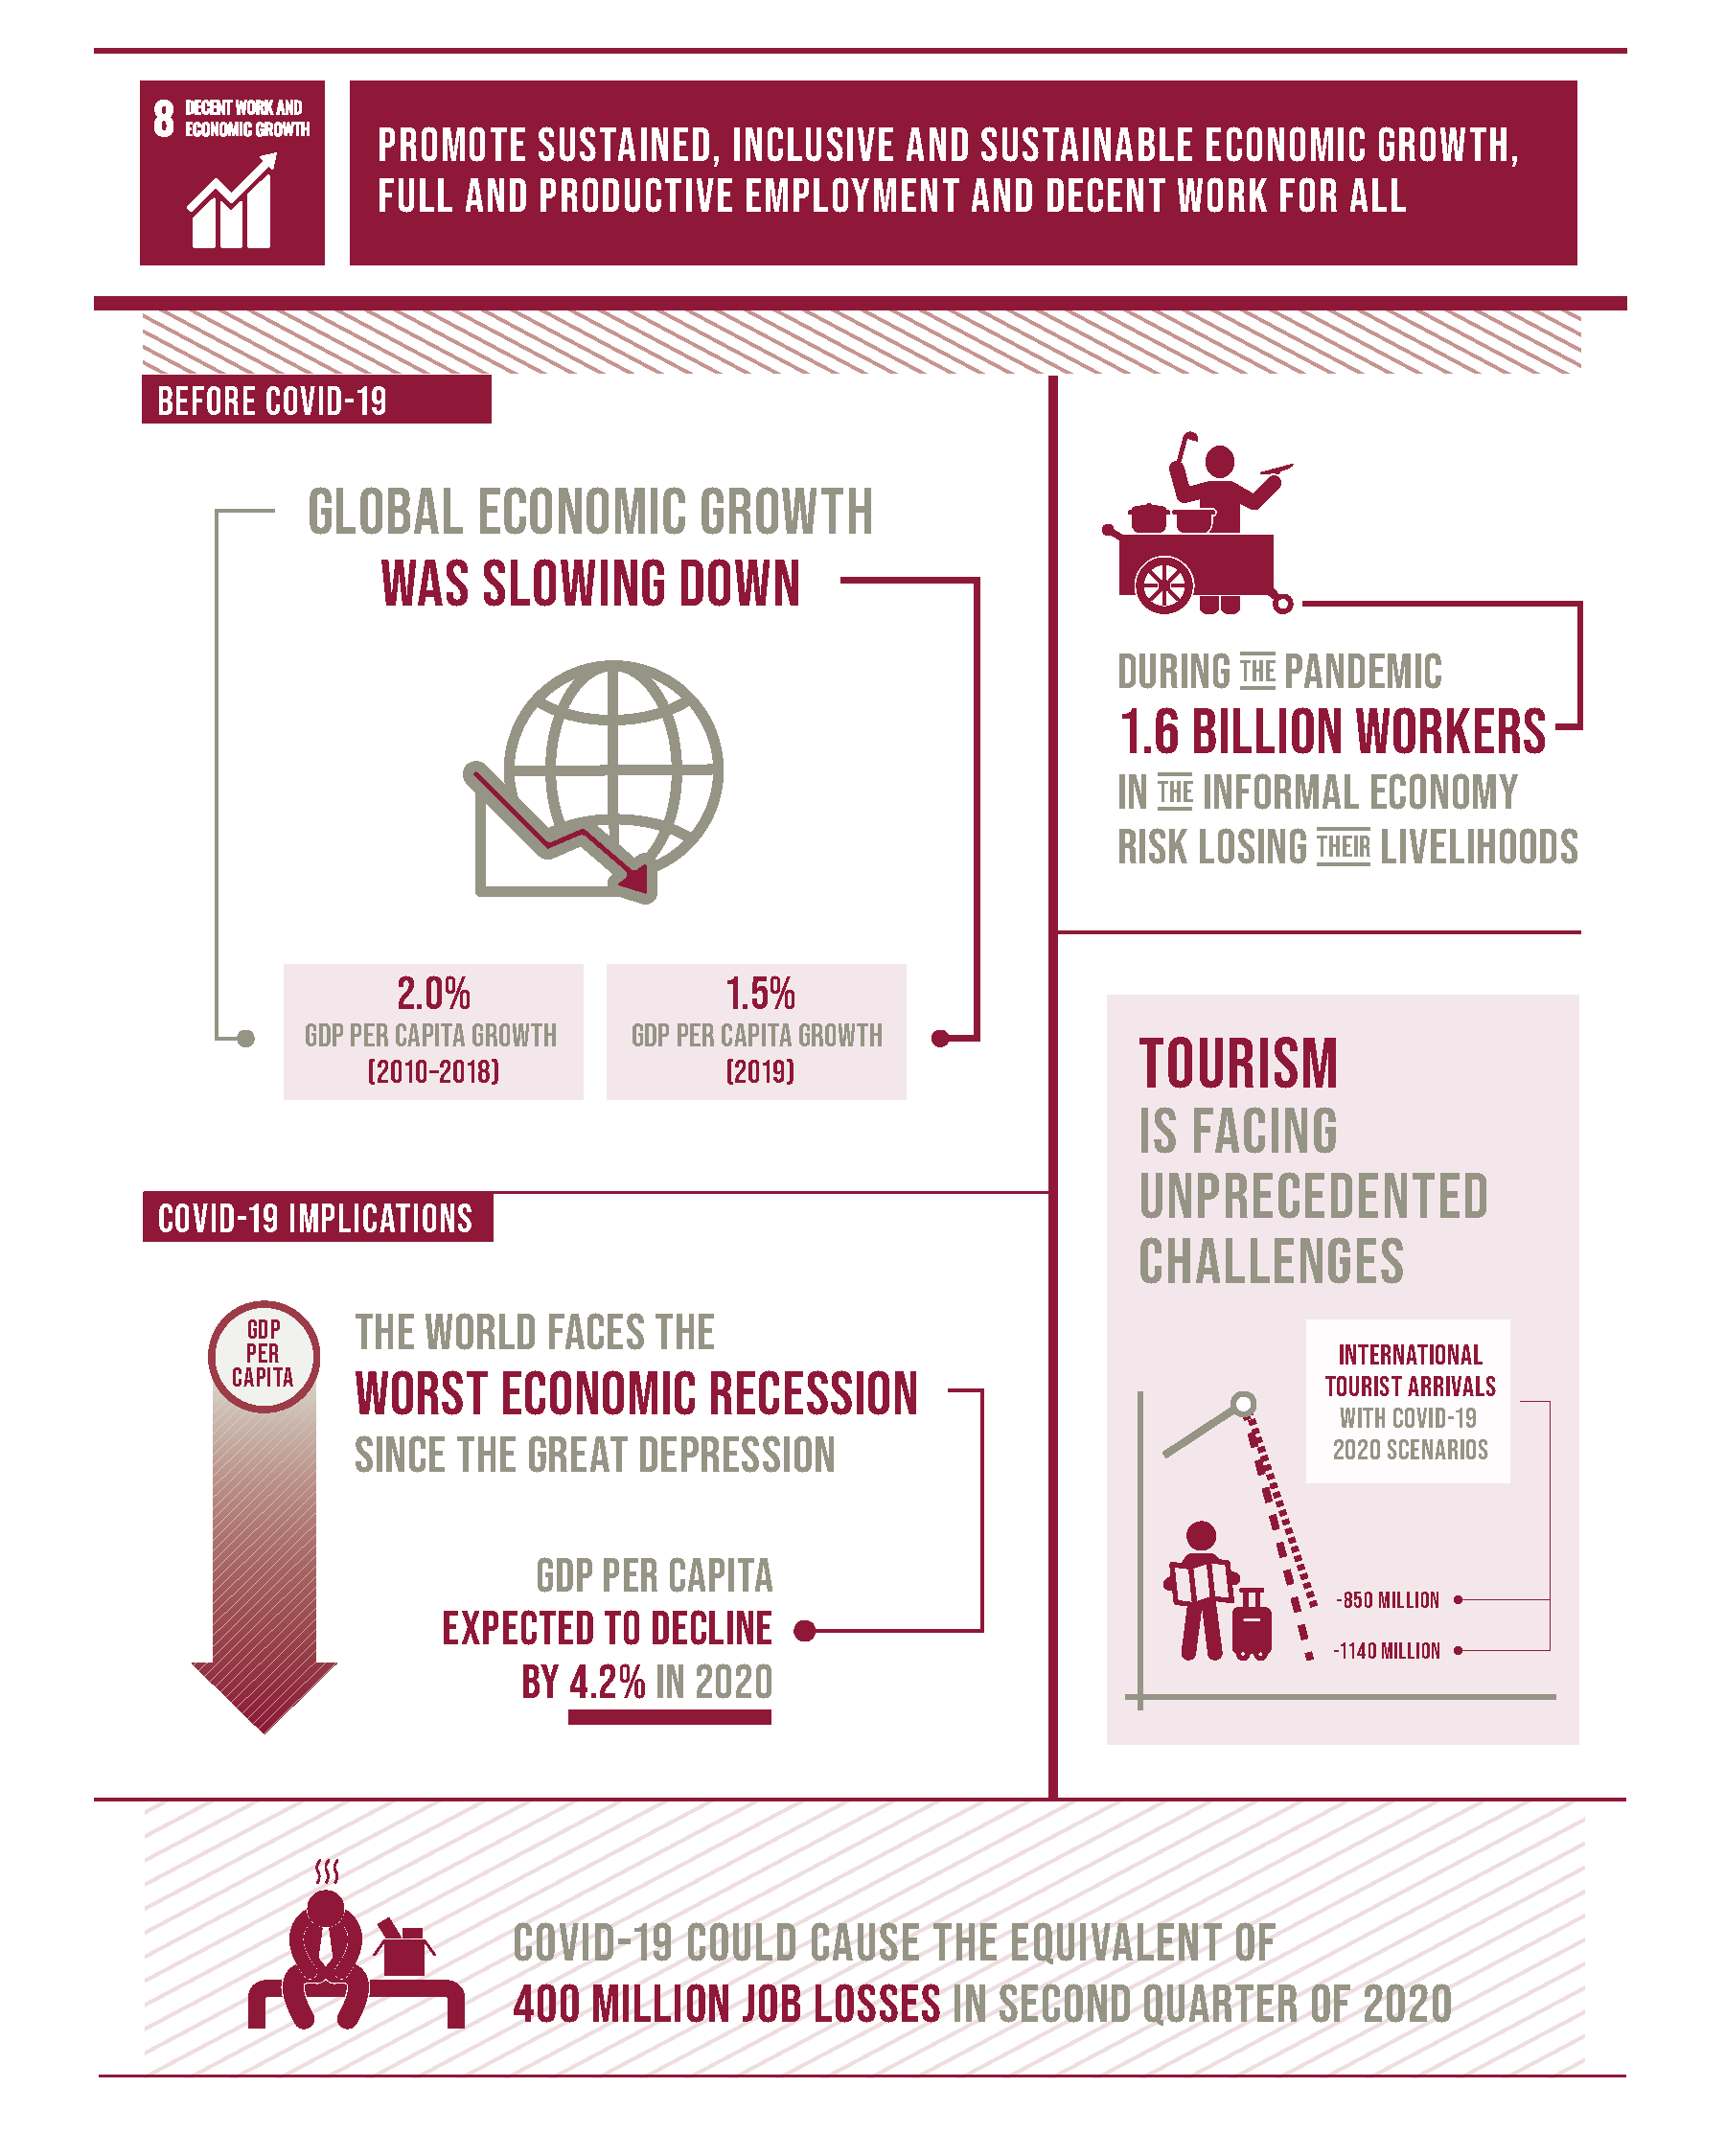 8 DECENT WORK AND
ECONOMIC GROWTH
PROMOTE SUSTAINED, INCLUSIVE AND SUSTAINABLE ECONOMIC GROWTH,
FULL AND PRODUCTIVE EMPLOYMENT AND DECENT WORK FOR ALL
BEFORE COVID-19
GLOBAL ECONOMIC GROWTH
WAS SLOWING DOWN
2.0%
GDP PER CAPITA GROWTH
(2010-2018)
1.5%
GDP PER CAPITA GROWTH
(2019)
DURING THE PANDEMIC
1.6 BILLION WORKERS
IN THE INFORMAL ECONOMY
RISK LOSING THEIR LIVELIHOODS
COVID-19 IMPLICATIONS
GDP
PER
CAPITA
THE WORLD FACES THE
WORST ECONOMIC RECESSION
SINCE THE GREAT DEPRESSION
GDP PER CAPITA
EXPECTED TO DECLINE
BY 4.2% IN 2020
TOURISM
IS FACING
UNPRECEDENTED
CHALLENGES
INTERNATIONAL
TOURIST ARRIVALS
WITH COVID-19
2020 SCENARIOS
-850 MILLION
-1140 MILLION
COVID-19 COULD CAUSE THE EQUIVALENT OF
400 MILLION JOB LOSSES IN SECOND QUARTER OF 2020